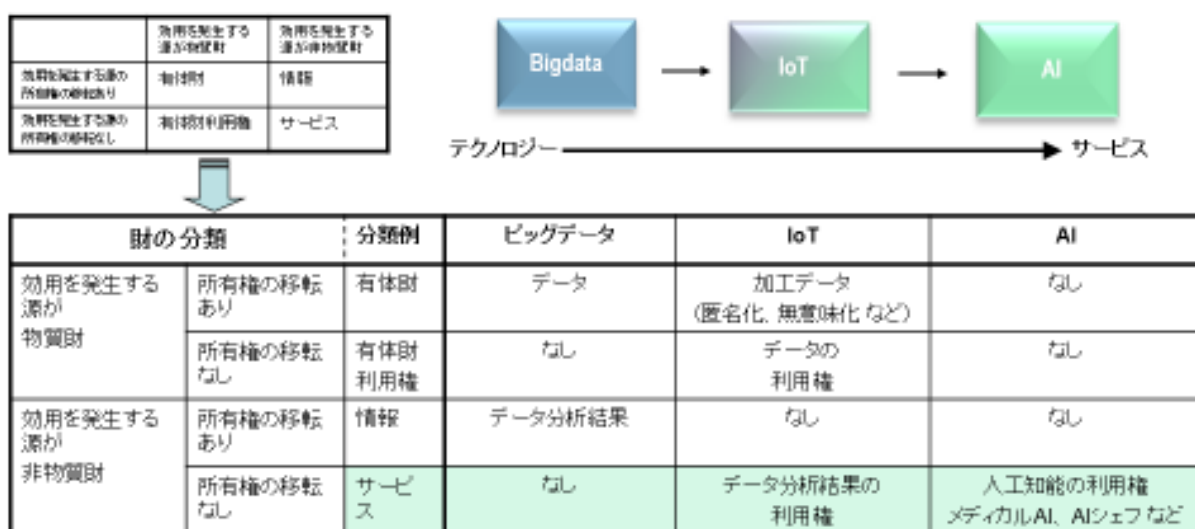 効用を発生する
源が物質財
効用を発生する
源が非物質財
効用を発生する源の
所有権の移転あり
有体財
情報
効用を発生する源の
所有権の移転なし
有体財利用権
サービス
Bigdata
IoT
AI
テクノロジー
サービス
財の分類
分類例
ビッグデータ
IoT
AI
効用を発生する
源が
物質財
所有権の移転
あり
有体財
データ
加工データ
(匿名化、無意味化など)
なし
所有権の移転
なし
有体財
利用権
なし
データの
利用権
なし
効用を発生する
源が
非物質財
所有権の移転
あり
情報
データ分析結果
なし
なし
所有権の移転
なし
サービ
ス
なし
データ分析結果の
利用権
人工知能の利用権
メディカルAI、AIシェフなど